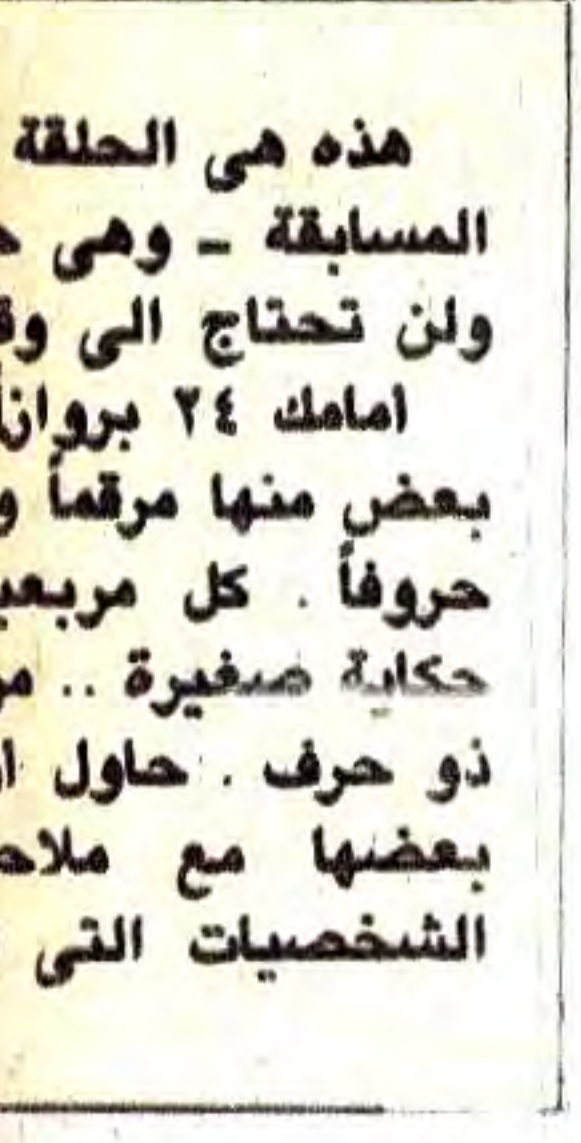 هذه هى الحلقة
المسابقة ـ وهى
ولن تحتاج الى
امامك ٢٤ بروازاً
بعض منها مرقماً و
حروفاً . كل
حكاية صغيرة ..
ذو حرف . حاول
بعضها مع
الشخصيات التى